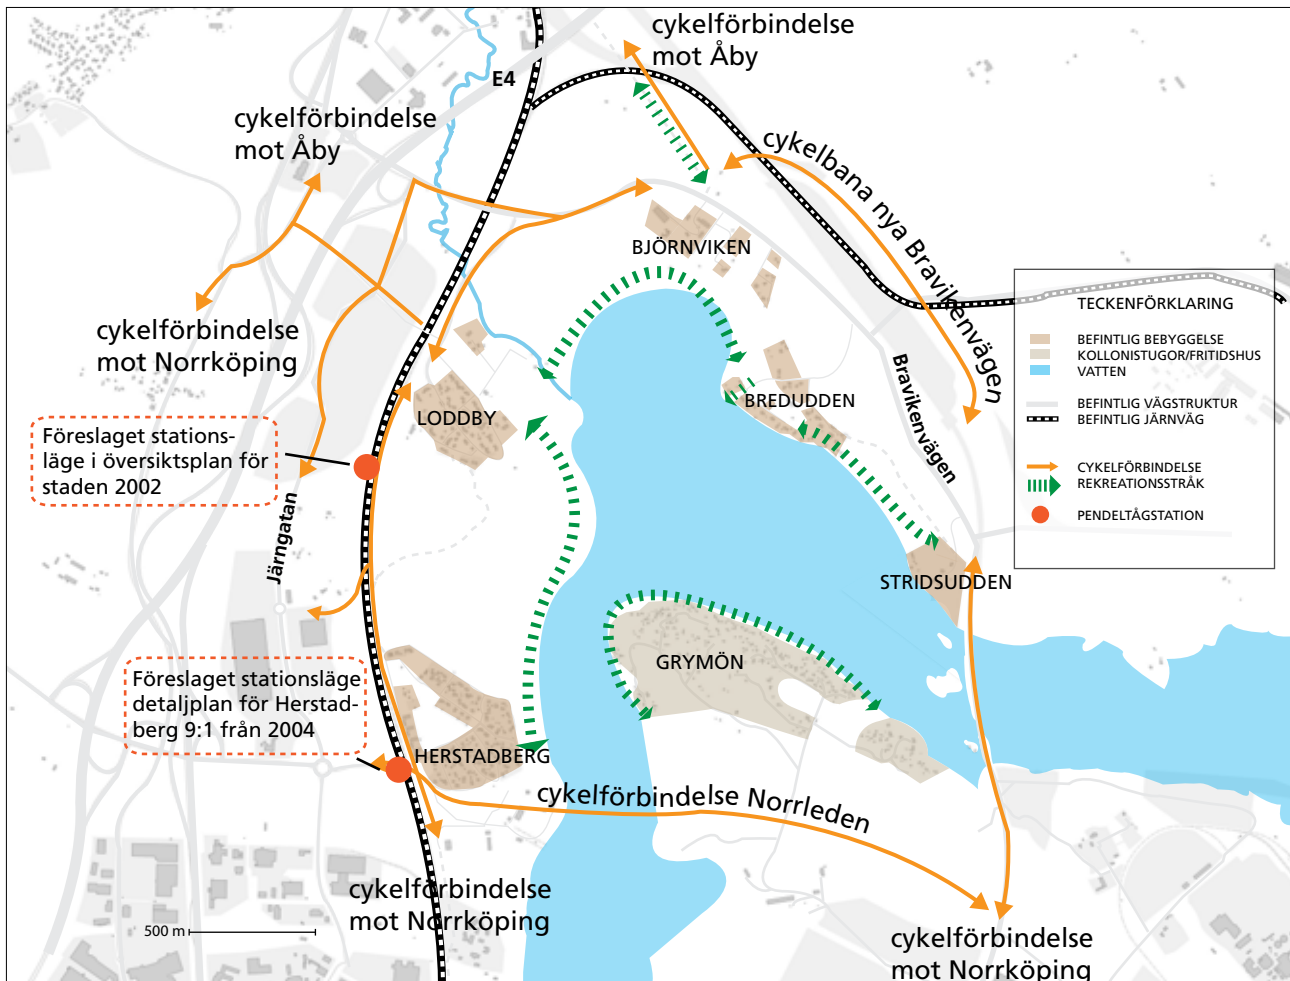 cykelförbindelse
mot Åby
E4
cykelförbindelse
mot Åby
cykelbana nya Bravikenvägen
BJÖRNVIKEN
cykelförbindelse
mot Norrköping
TECKENFÖRKLARING
BEFINTLIG BEBYGGELSE
KOLLONISTUGOR/FRITIDSHUS
VATTEN
BEFINTLIG VÄGSTRUKTUR
BEFINTLIG JÄRNVÄG
CYKELFÖRBINDELSE
REKREATIONSSTRÅK
PENDELTÅGSTATION
Bravikenvägen
BREDUDDEN
LODDBY
Föreslaget stations-
läge i översiktsplan för
staden 2002
Järngatan
STRIDSUDDEN
GRYMÖN
Föreslaget stationsläge
detaljplan för Herstad-
berg 9:1 från 2004
HERSTADBERG
cykelförbindelse Norrleden
cykelförbindelse
mot Norrköping
500 m
cykelförbindelse
mot Norrköping